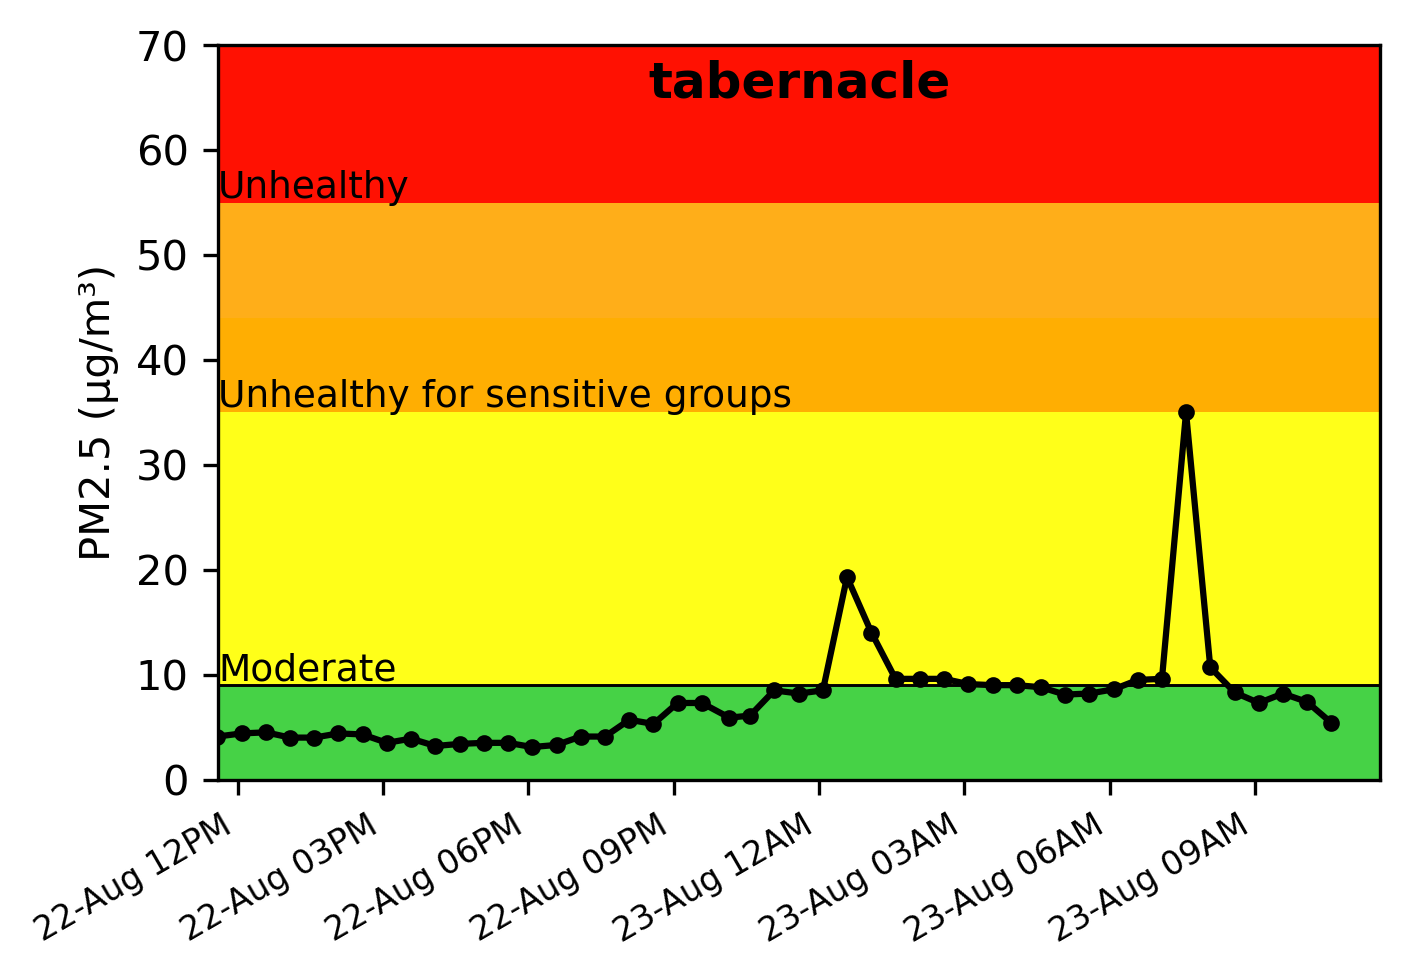 tabernacle
70
60
50
40
30
20
10
0
PM2.5 (µg/m³)
Unhealthy
Unhealthy for sensitive groups
Moderate
22-Aug 12PM
22-Aug 03PM
22-Aug 06PM
22-Aug 09PM
23-Aug 12AM
23-Aug 03AM
23-Aug 06AM
23-Aug 09AM